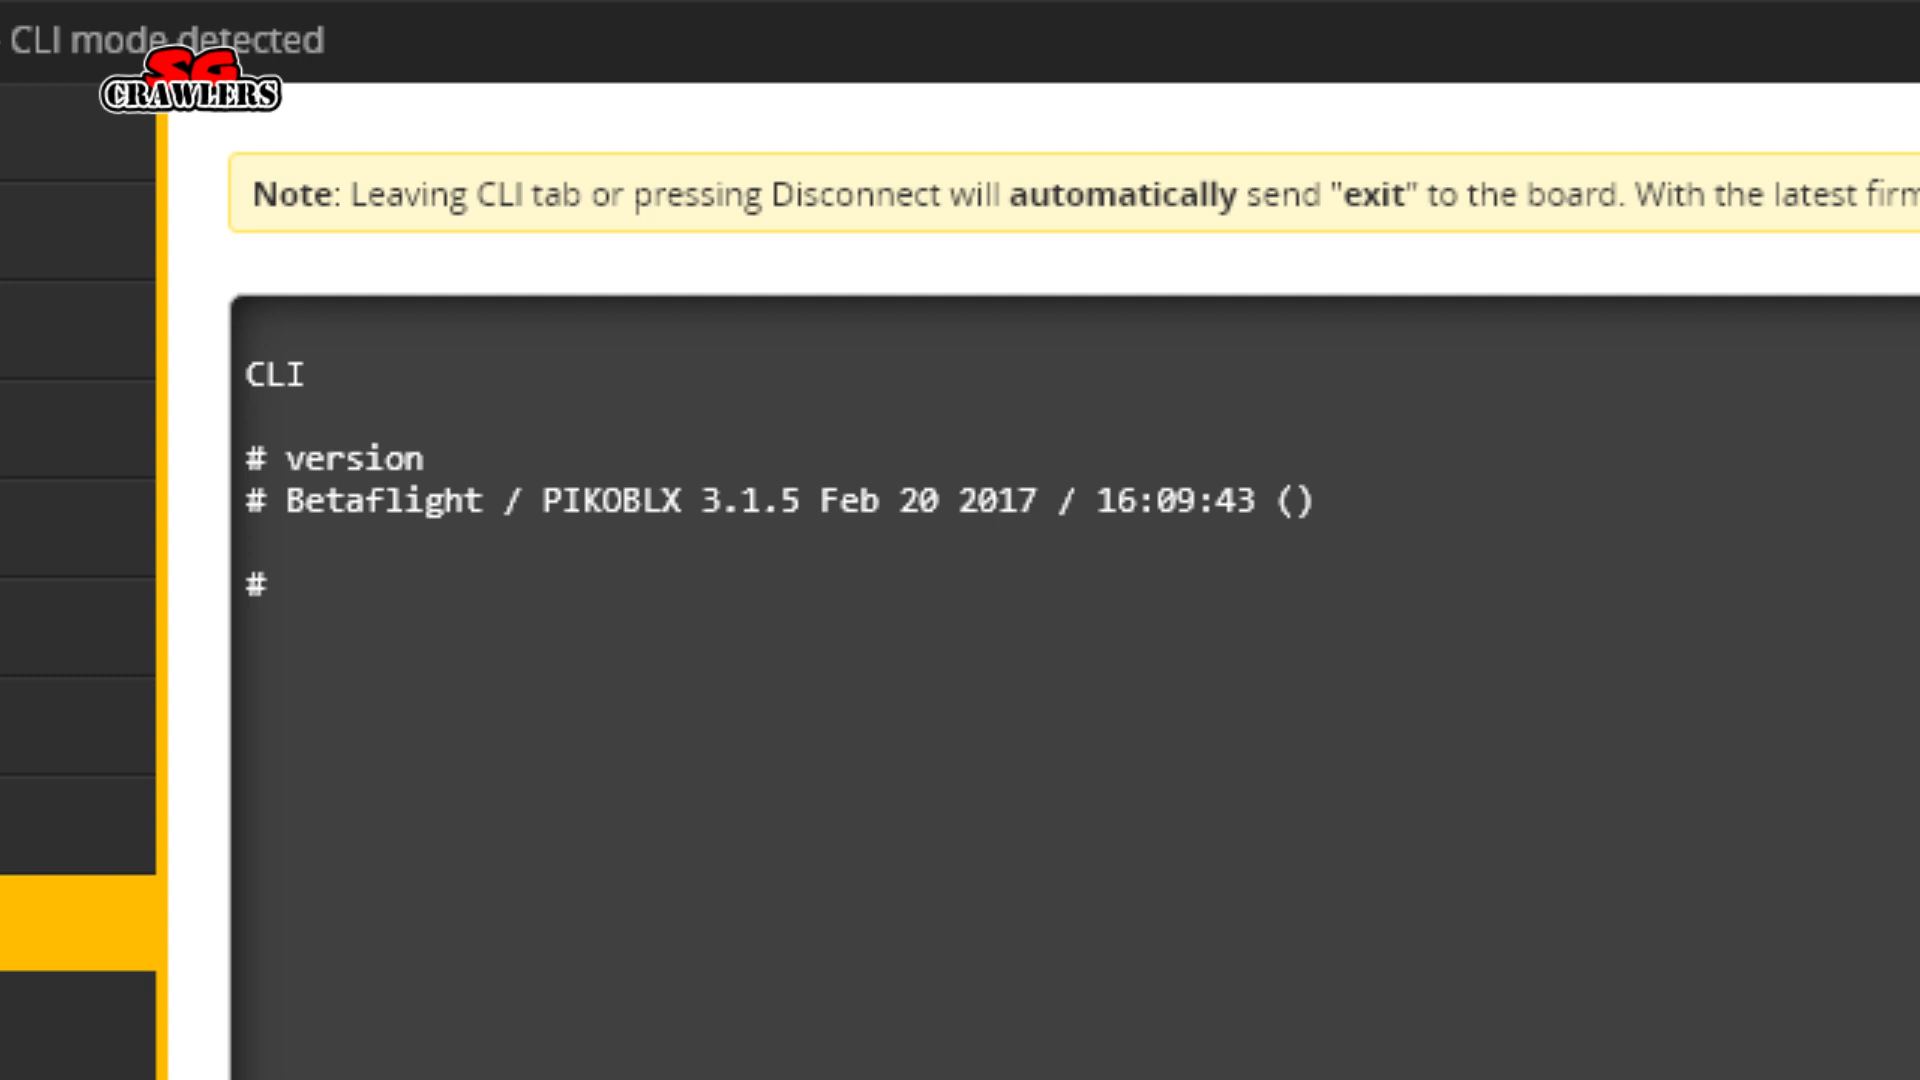 CLI mode detected
SG
CRAWLERS
Note: Leaving CLI tab or pressing Disconnect will automatically send "exit" to the board. With the latest firm
CLI
# version
# Betaflight / PIKOBLX 3.1.5 Feb 20 2017 / 16:09:43 ()
#